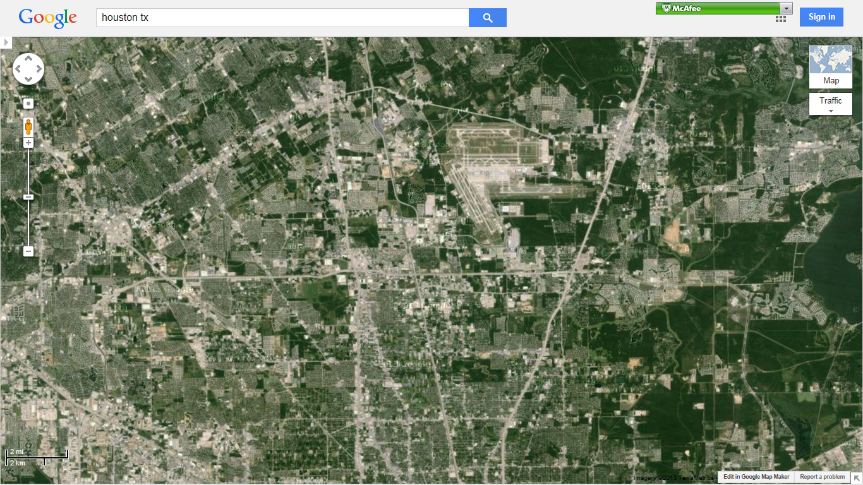 Google
houston tx
McAfee
Sign in
Map
Traffic
2 mi
2 km
Edit in Google Map Maker
Report a problem